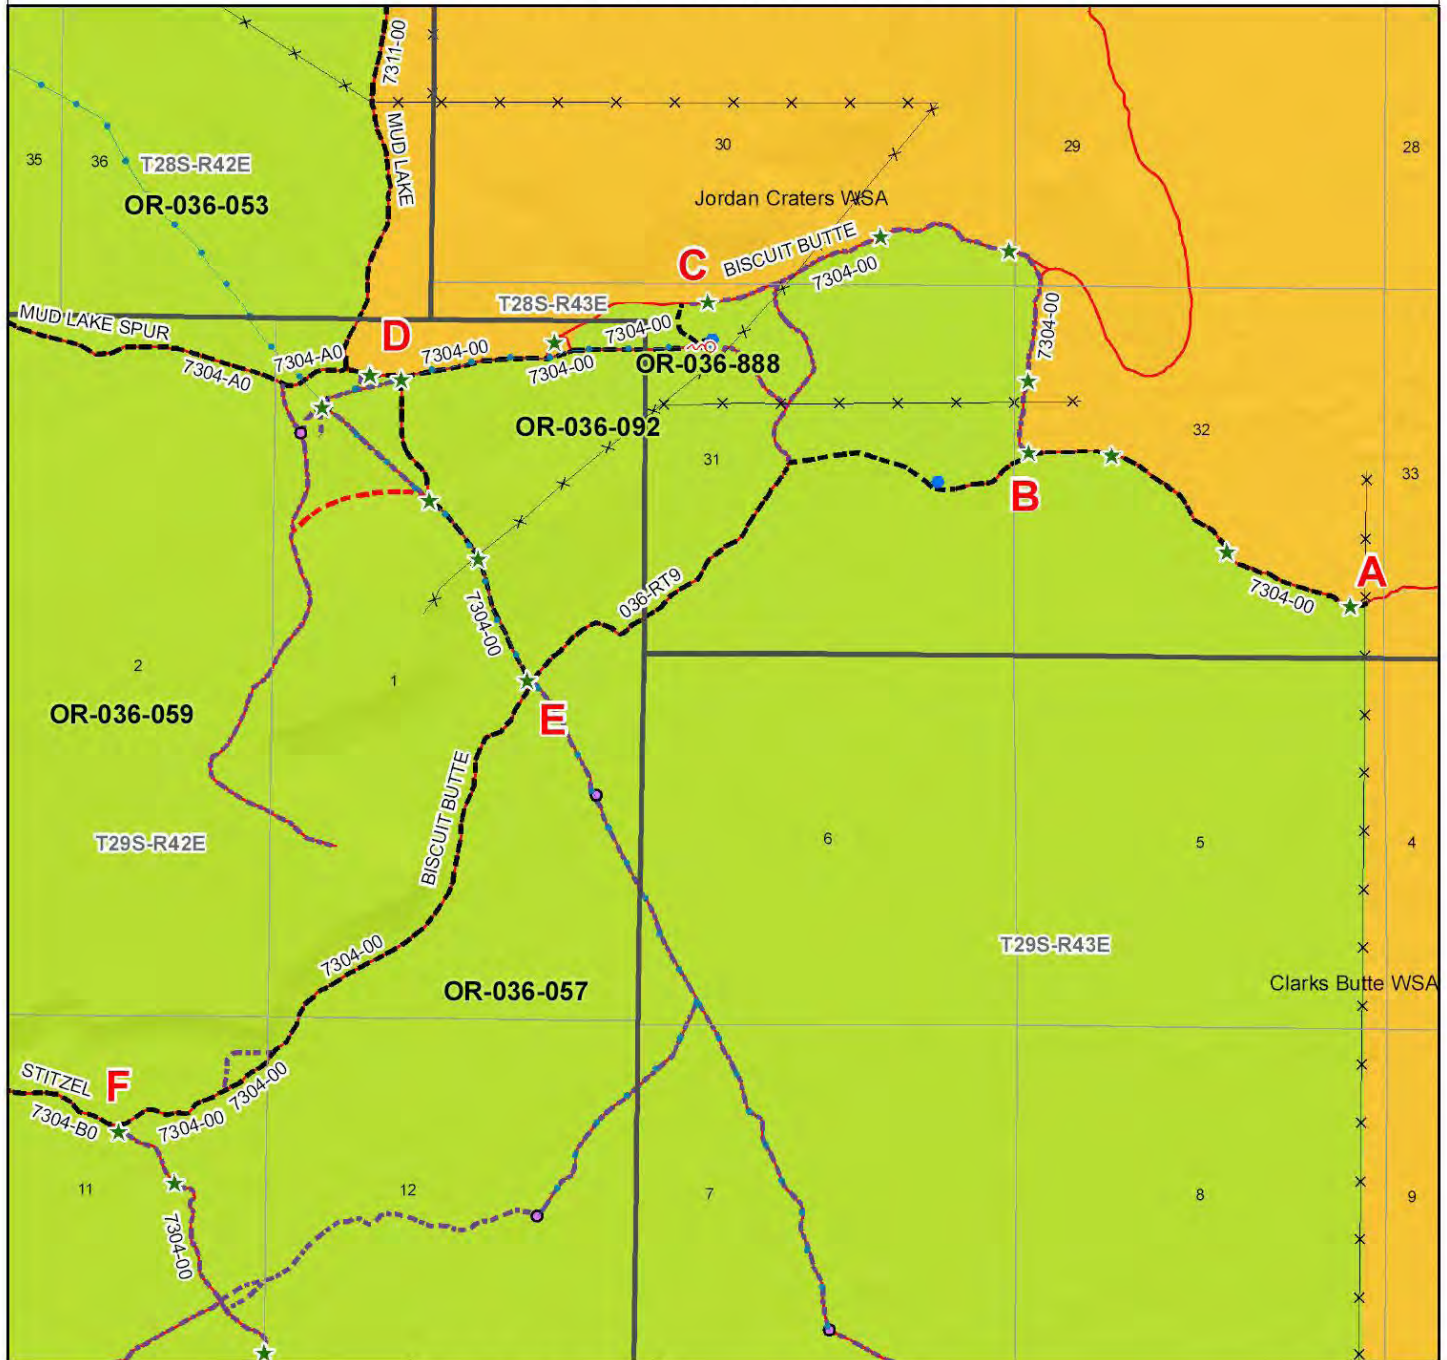 7311-00
MUD LAKE
30
29
28
35
36
T28S-R42E
OR-036-053
Jordan Craters WSA
BISCUIT BUTTE
7304-00
C
T28S-R43E
7304-00
7304-00
MUD LAKE SPUR
D
7304-A0
7304-00
7304-A0
7304-00
OR-036-888
OR-036-092
32
31
33
B
A
7304-00
036-RT9
7304-00
2
1
OR-036-059
E
BISCUIT BUTTE
T29S-R42E
6
5
4
7304-00
T29S-R43E
OR-036-057
Clarks Butte WSA
STITZEL
F
7304-00
7304-B0
7304-00
11
12
7
8
9
7304-00